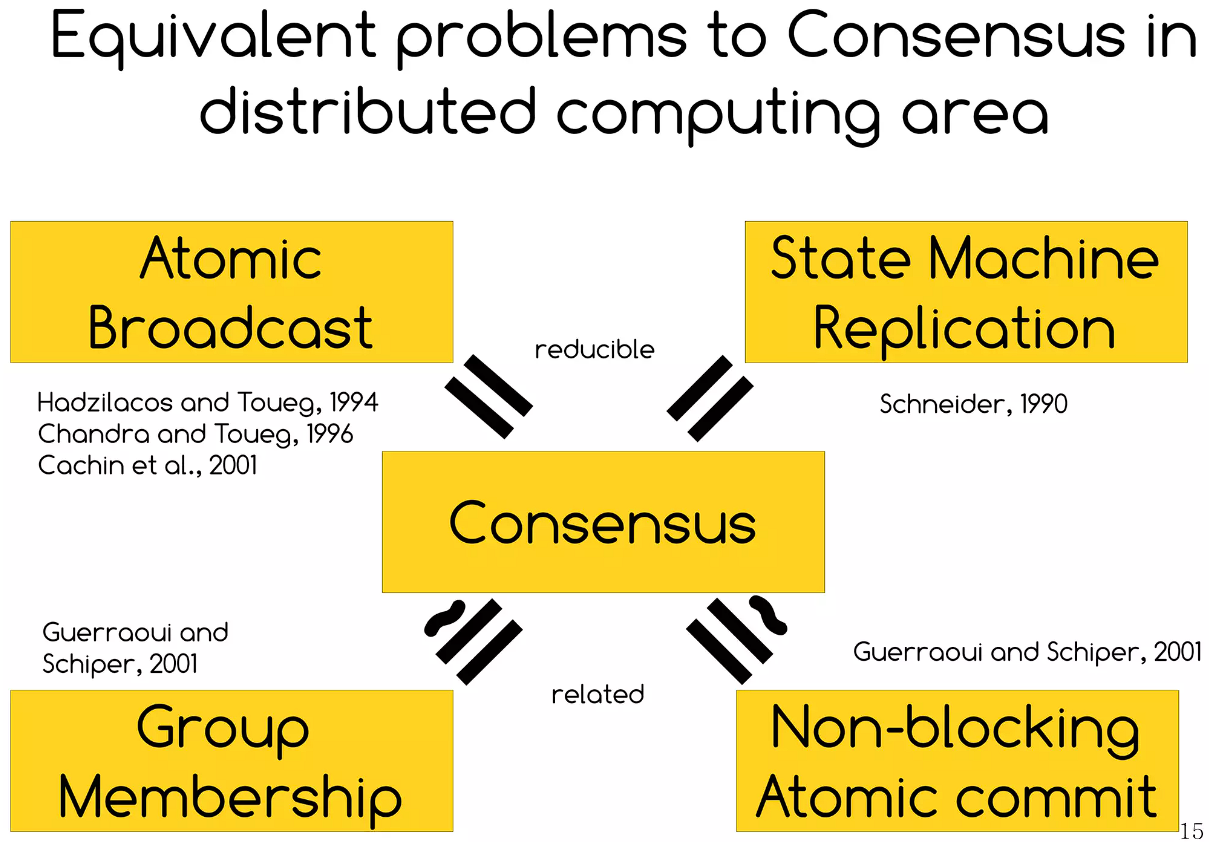 Equivalent problems to Consensus in
distributed computing area
Atomic
Broadcast
State Machine
Replication
reducible
Hadzilacos and Toueg, 1994
Chandra and Toueg, 1996
Cachin et al., 2001
Schneider, 1990
Consensus
Guerraoui and
Schiper, 2001
Guerraoui and Schiper, 2001
related
Group
Membership
Non-blocking
Atomic commit
15